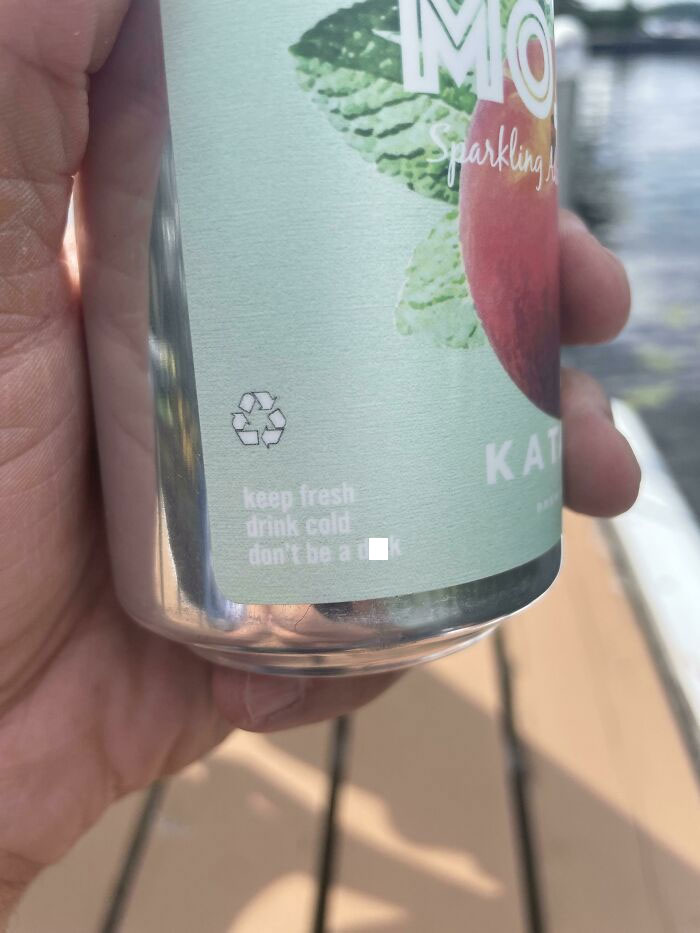 MO
Sparkling
KAT
keep fresh
drink cold
don't be a d k